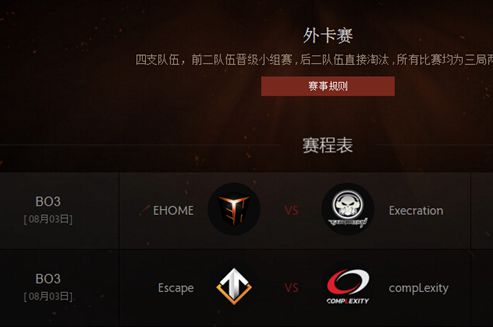 外卡赛
四支队伍，前二队伍晋级小组赛，后二队伍直接淘汰，所有比赛均为三局两
赛事规则
赛程表
BO3
[ 08月03日]
EHOME
VS
Execration
BO3
[ 08月03日]
Escape
VS
COMPLEXITY
compLexity